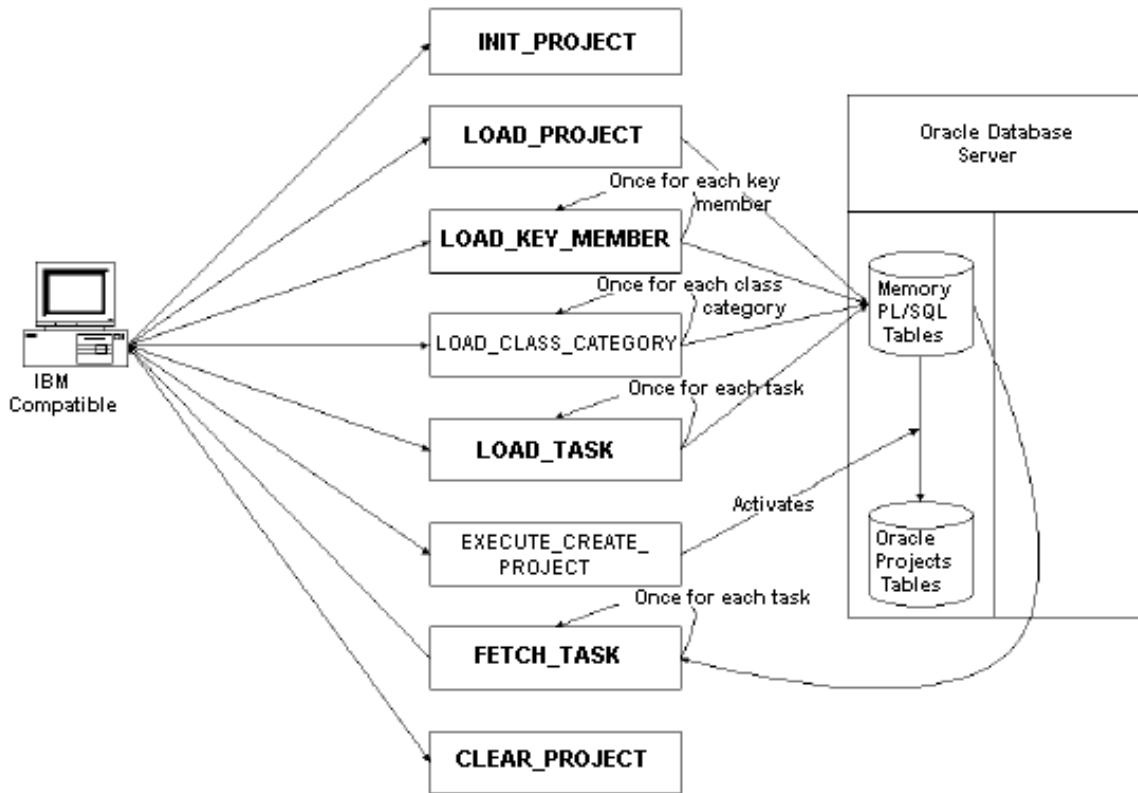 INIT_PROJECT
LOAD_PROJECT
Oracle Database
Server
Once for each key
member
LOAD_KEY_MEMBER
Once for each class
category
LOAD_CLASS_CATEGORY
Memory
PL/SQL
Tables
IBM
Compatible
Once for each task
LOAD_TASK
Activates
EXECUTE_CREATE_
PROJECT
Oracle
Projects
Tables
Once for each task
FETCH_TASK
CLEAR_PROJECT